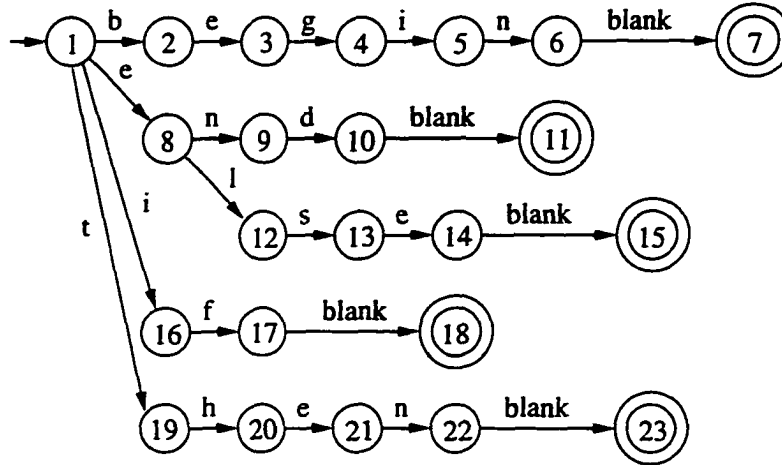 1 b 2 e 3 g 4 i 5 n 6 blank 7
e 8 n 9 d 10 blank 11
l 12 s 13 e 14 blank 15
i 16 f 17 blank 18
t 19 h 20 e 21 n 22 blank 23